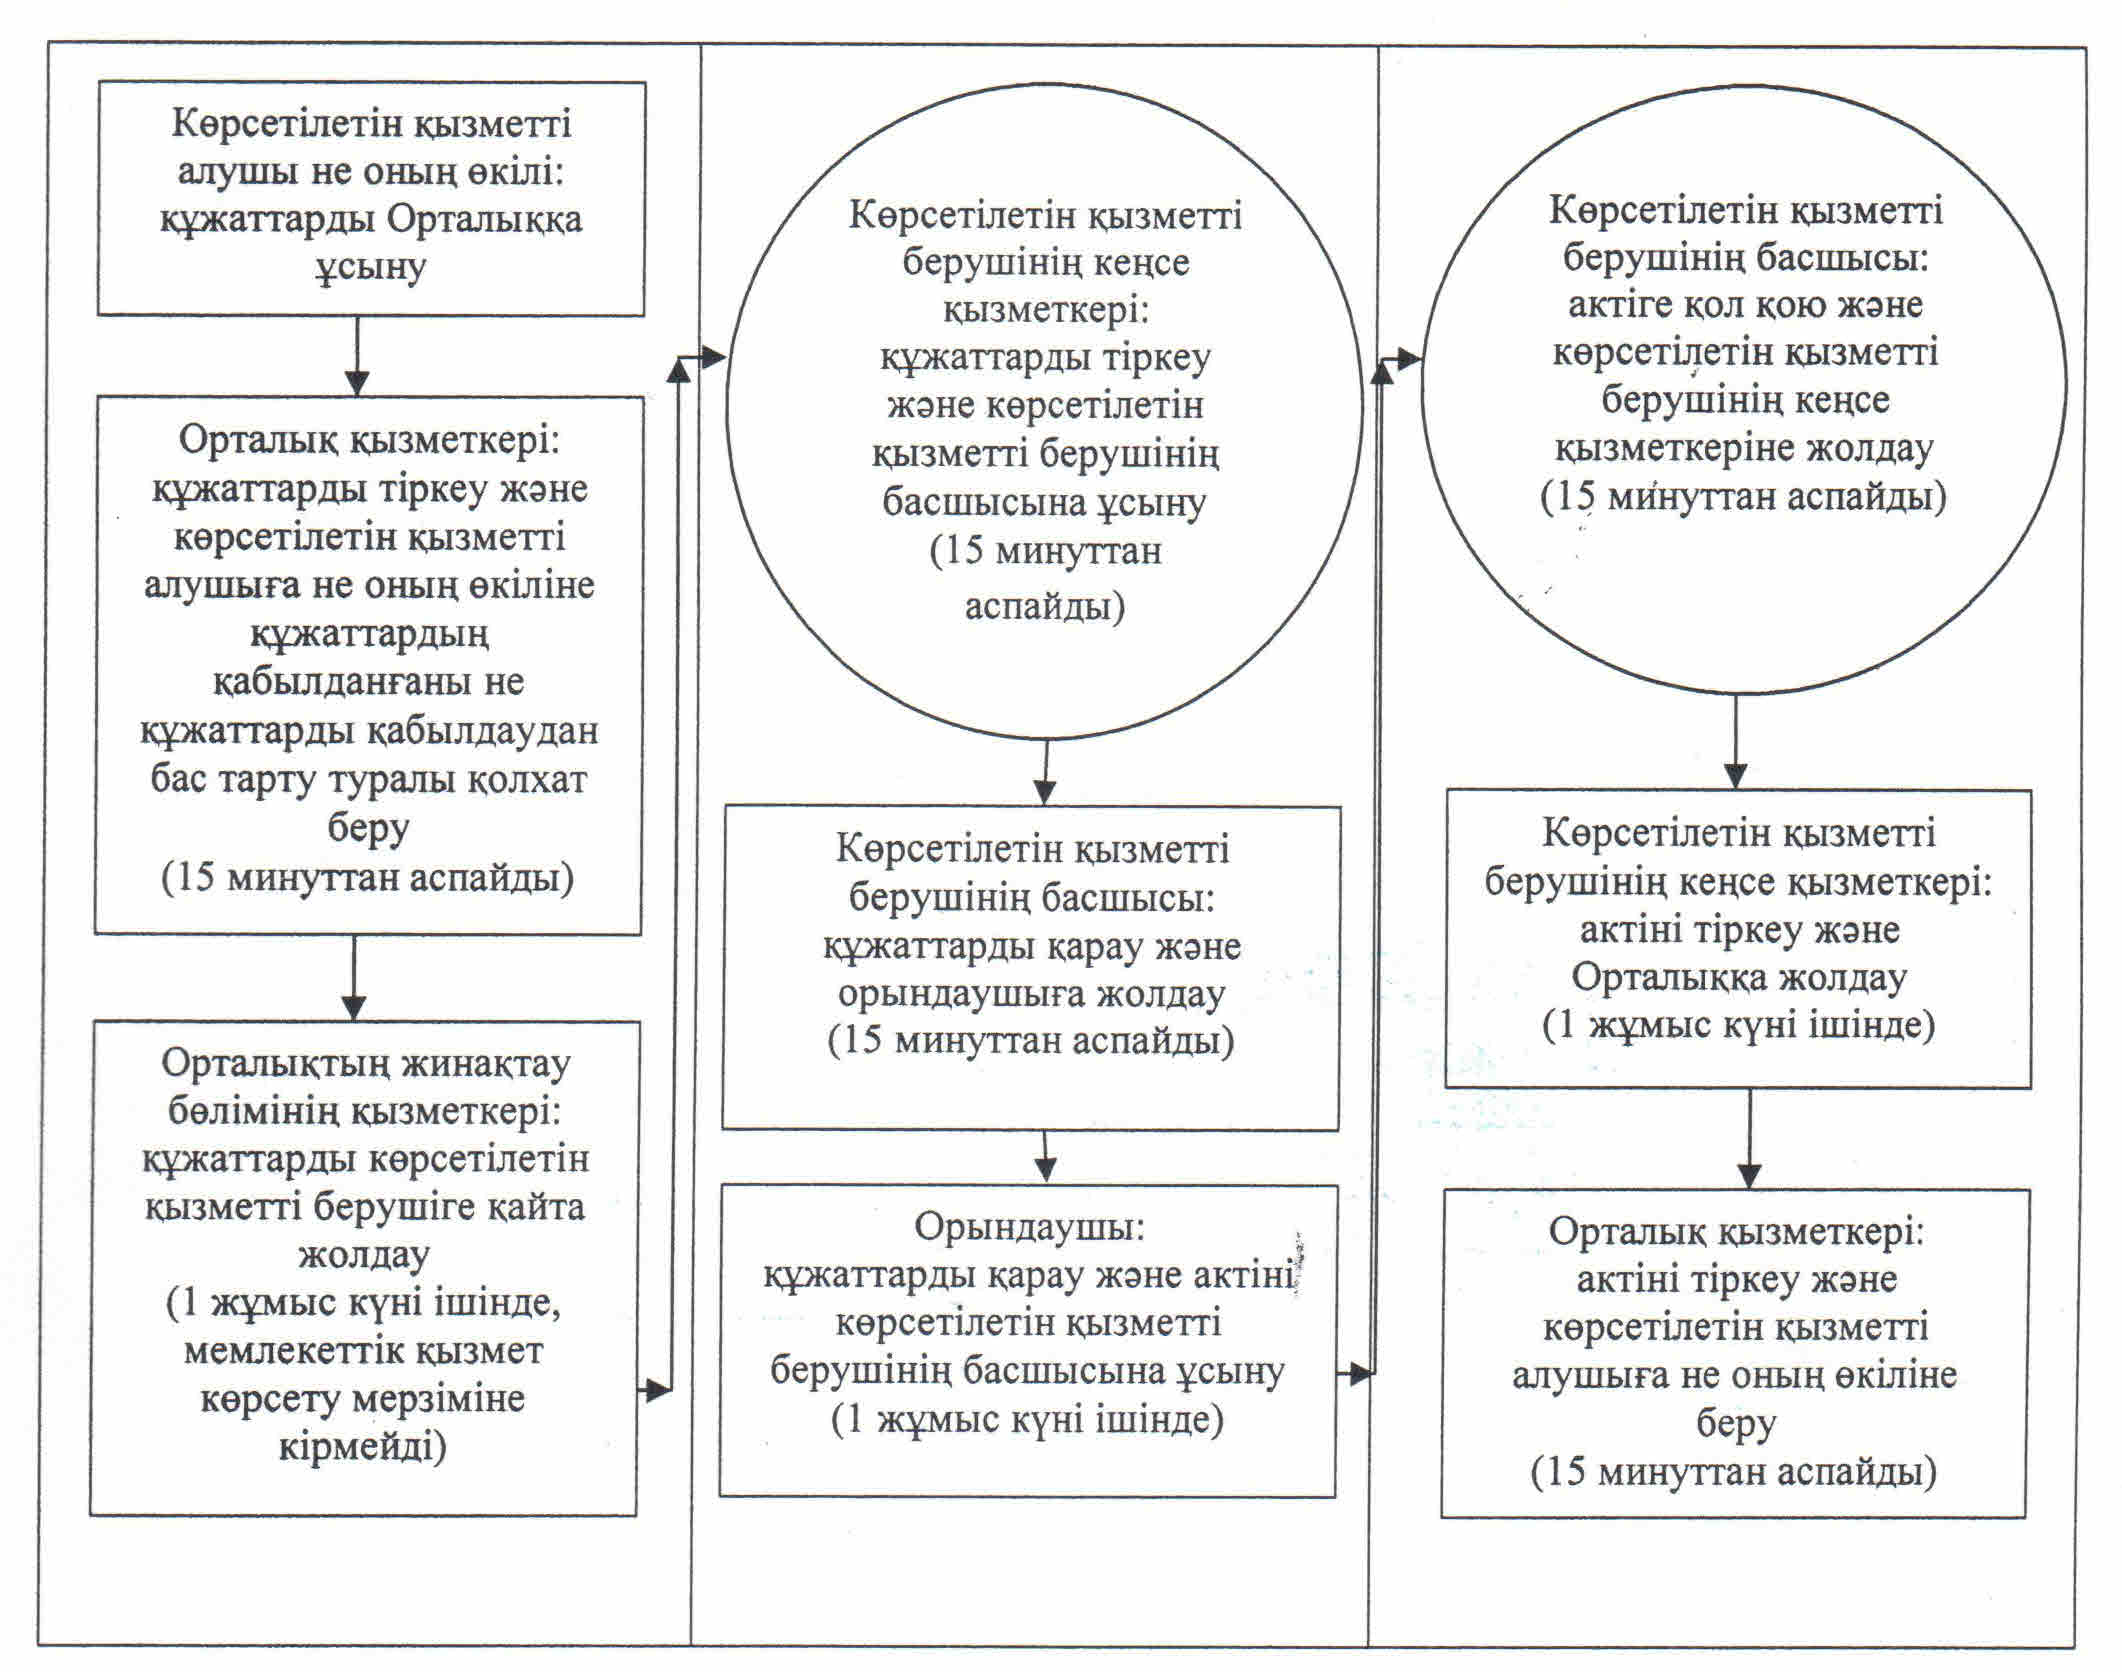 Көрсетілетін қызметті
алушы не оның өкілі:
құжаттарды Орталыққа
ұсыну
Орталық қызметкері:
құжаттарды тіркеу және
көрсетілетін қызметті
алушыға не оның өкіліне
құжаттардың
қабылданғаны не
құжаттарды қабылдаудан
бас тарту туралы қолхат
беру
(15 минуттан аспайды)
Орталықтың жинақтау
бөлімінің қызметкері:
құжаттарды көрсетілетін
қызметті берушіге қайта
жолдау
(1 жұмыс күні ішінде,
мемлекеттік қызмет
көрсету мерзіміне
кірмейді)
Көрсетілетін қызметті
берушінің кеңсе
қызметкері:
құжаттарды тіркеу
және көрсетілетін
қызметті берушінің
басшысына ұсыну
(15 минуттан
аспайды)
Көрсетілетін қызметті
берушінің басшысы:
құжаттарды қарау және
орындаушыға жолдау
(15 минуттан аспайды)
Орындаушы:
құжаттарды қарау және актіні
көрсетілетін қызметті
берушінің басшысына ұсыну
(1 жұмыс күні ішінде)
Көрсетілетін қызметті
берушінің басшысы:
актіге қол қою және
көрсетілетін қызметті
берушінің кеңсе
қызметкеріне жолдау
(15 минуттан аспайды)
Көрсетілетін қызметті
берушінің кеңсе қызметкері:
актіні тіркеу және
Орталыққа жолдау
(1 жұмыс күні ішінде)
Орталық қызметкері:
актіні тіркеу және
көрсетілетін қызметті
алушыға не оның өкіліне
беру
(15 минуттан аспайды)